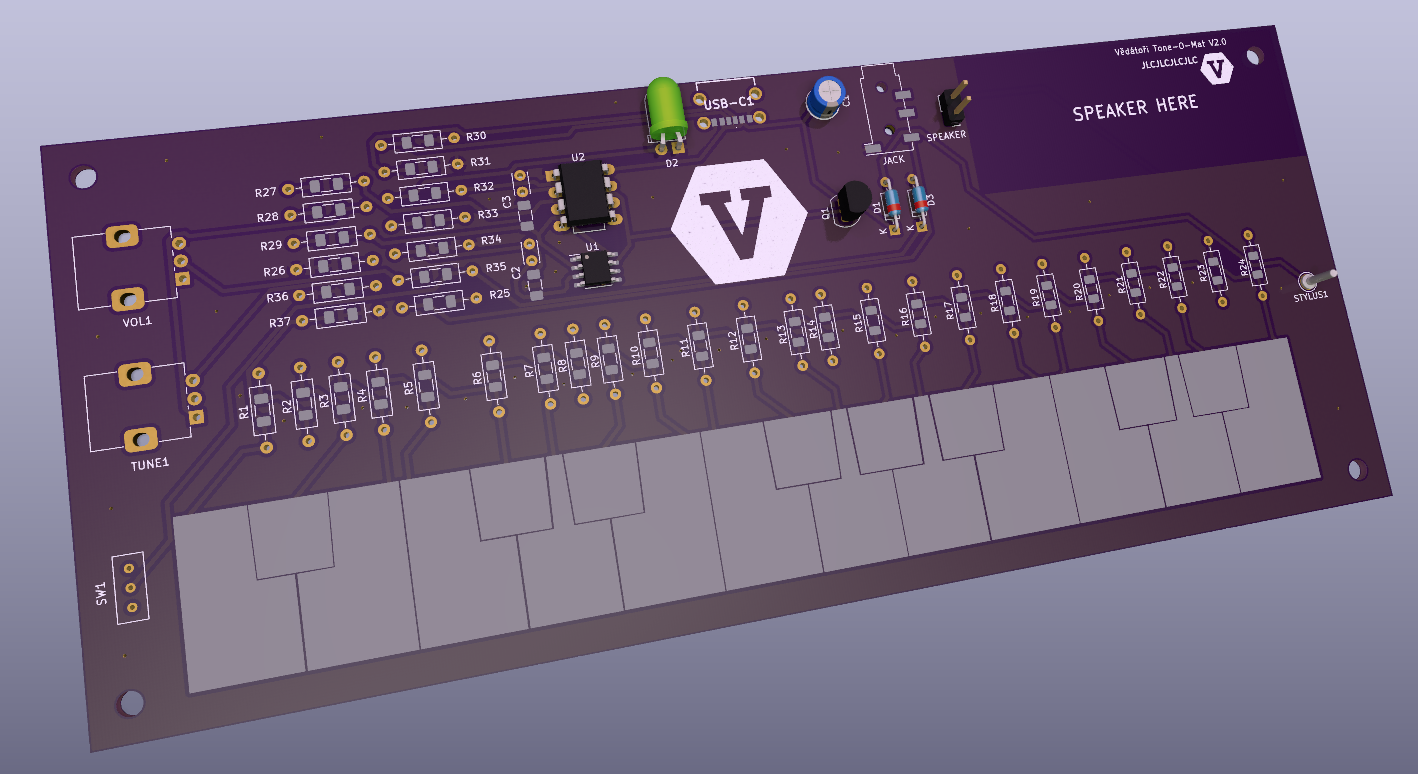 Vědátoři Tone-O-Mat V2.0
JLCJLCJLCJLC
V
SPEAKER HERE
USB-C1
C1
JACK
SPEAKER
D2
R30
R31
R32
R33
R34
R35
R25
R27
R28
R29
R26
R36
R37
U2
C3
U1
C2
V
Q1
D1
K
D3
K
VOL1
TUNE1
SW1
R1
R2
R3
R4
R5
R6
R7
R8
R9
R10
R11
R12
R13
R14
R15
R16
R17
R18
R19
R20
R21
R22
R23
R24
STYLUS1